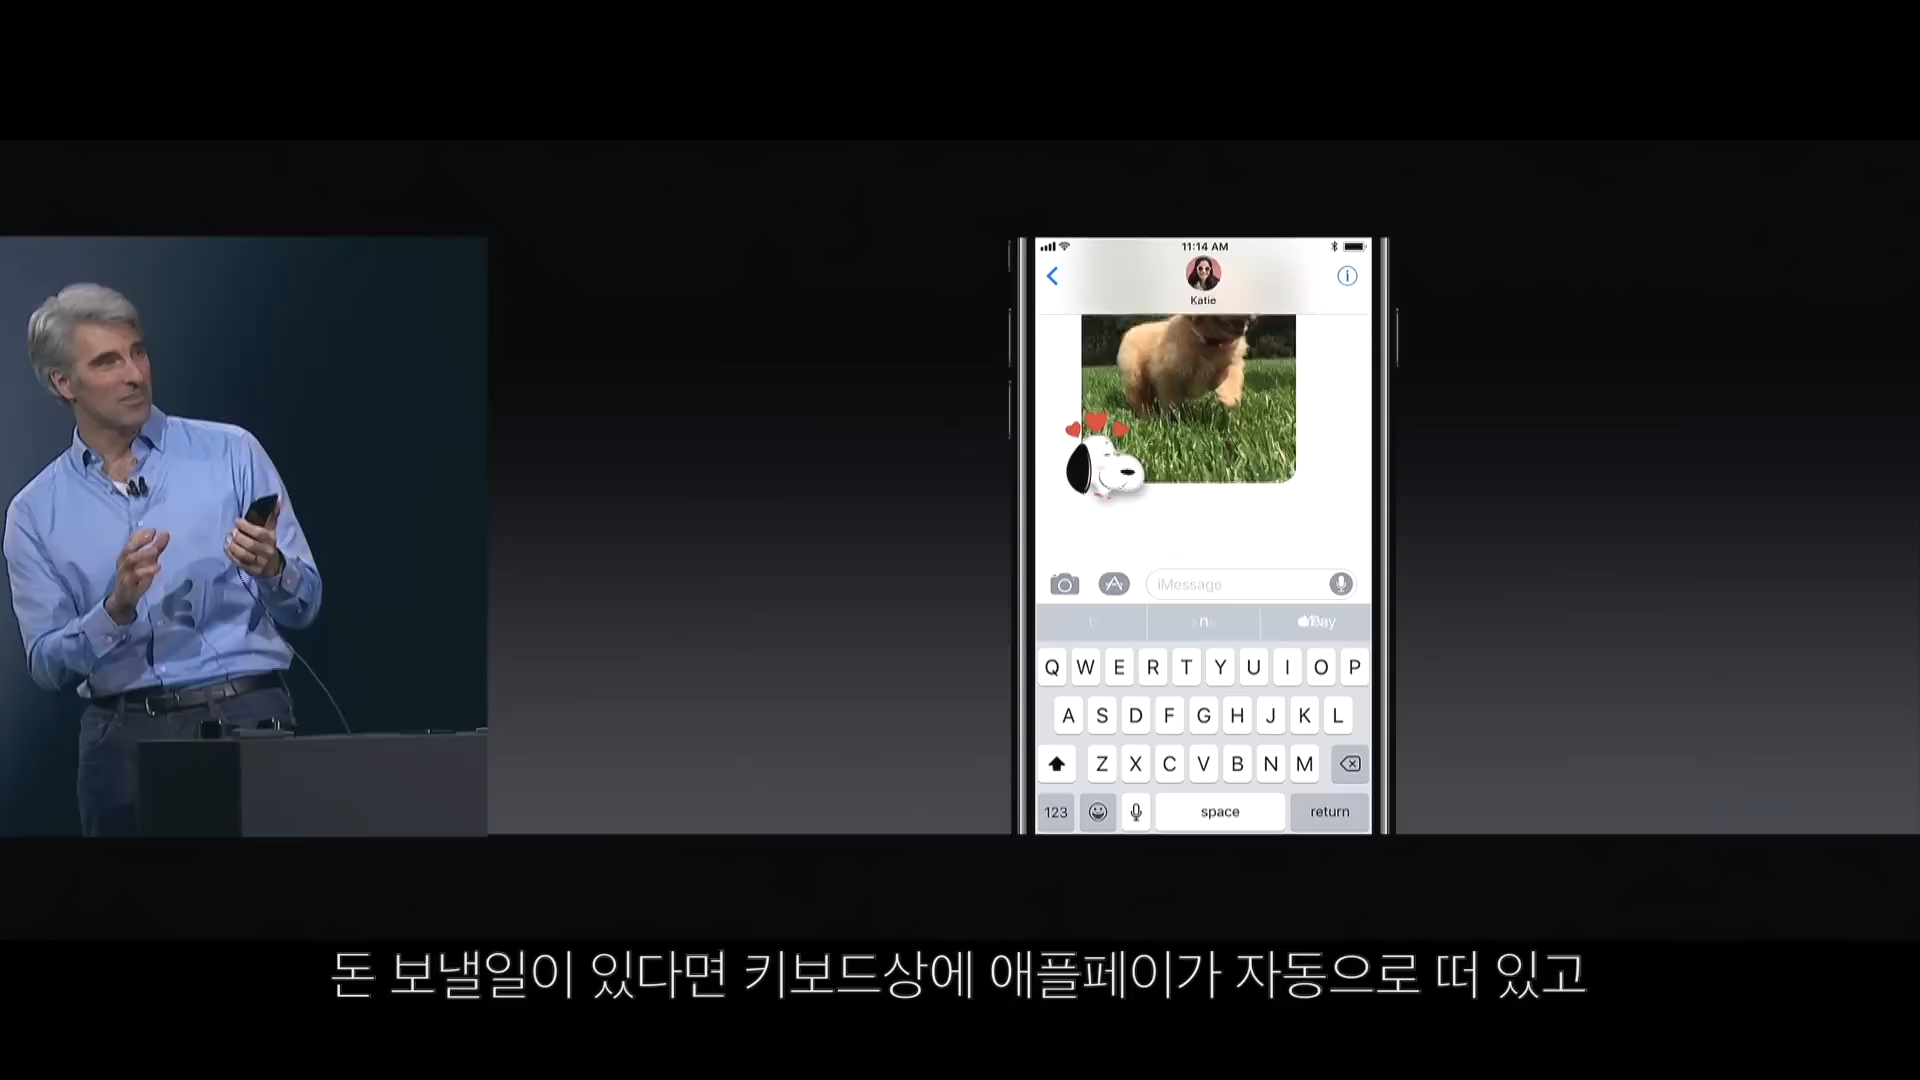 11:14 AM
Katie
iMessage
Q W E R T Y U I O P
A S D F G H J K L
Z X C V B N M
123 space return
돈 보낼일이 있다면 키보드상에 애플페이가 자동으로 떠 있고